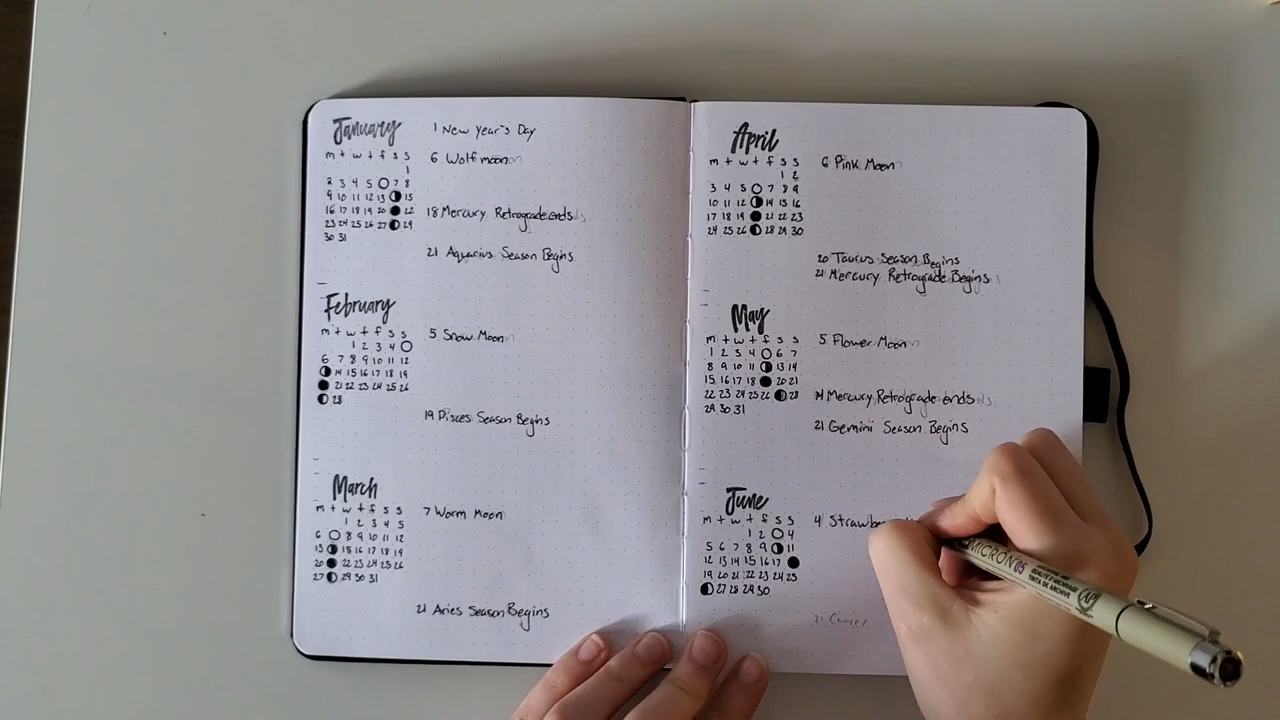 January
m t w t f s s
1
2 3 4 5 7 8
9 10 11 12 13 15
16 17 18 19 20 22
23 24 25 26 27 29
30 31
1 New Year's Day
6 Wolf moon
18 Mercury Retrograde ends
21 Aquarius Season Begins
February
m t w t f s s
1 2 3 4
6 7 8 9 10 11 12
14 15 16 17 18 19
21 22 23 24 25 26
28
5 Snow Moon
19 Pisces Season Begins
March
m t w t f s s
1 2 3 4 5
6 8 9 10 11 12
13 15 16 17 18 19
20 22 23 24 25 26
27 29 30 31
7 Worm Moon
21 Aries Season Begins
April
m t w t f s s
1 2
3 4 5 7 8 9
10 11 12 14 15 16
17 18 19 21 22 23
24 25 26 28 29 30
6 Pink Moon
20 Taurus Season Begins
21 Mercury Retrograde Begins
May
m t w t f s s
1 2 3 4 6 7
8 9 10 11 13 14
15 16 17 18 20 21
22 23 24 25 26 28
29 30 31
5 Flower Moon
14 Mercury Retrograde ends
21 Gemini Season Begins
June
m t w t f s s
1 2 4
5 6 7 8 9 11
12 13 14 15 16 17
19 20 21 22 23 24 25
27 28 29 30
4 Strawbe
21 Cancer
MICRON 05
QUALITÉ D'ARCHIVAGE
TINTA DE ARCHIVE
AP